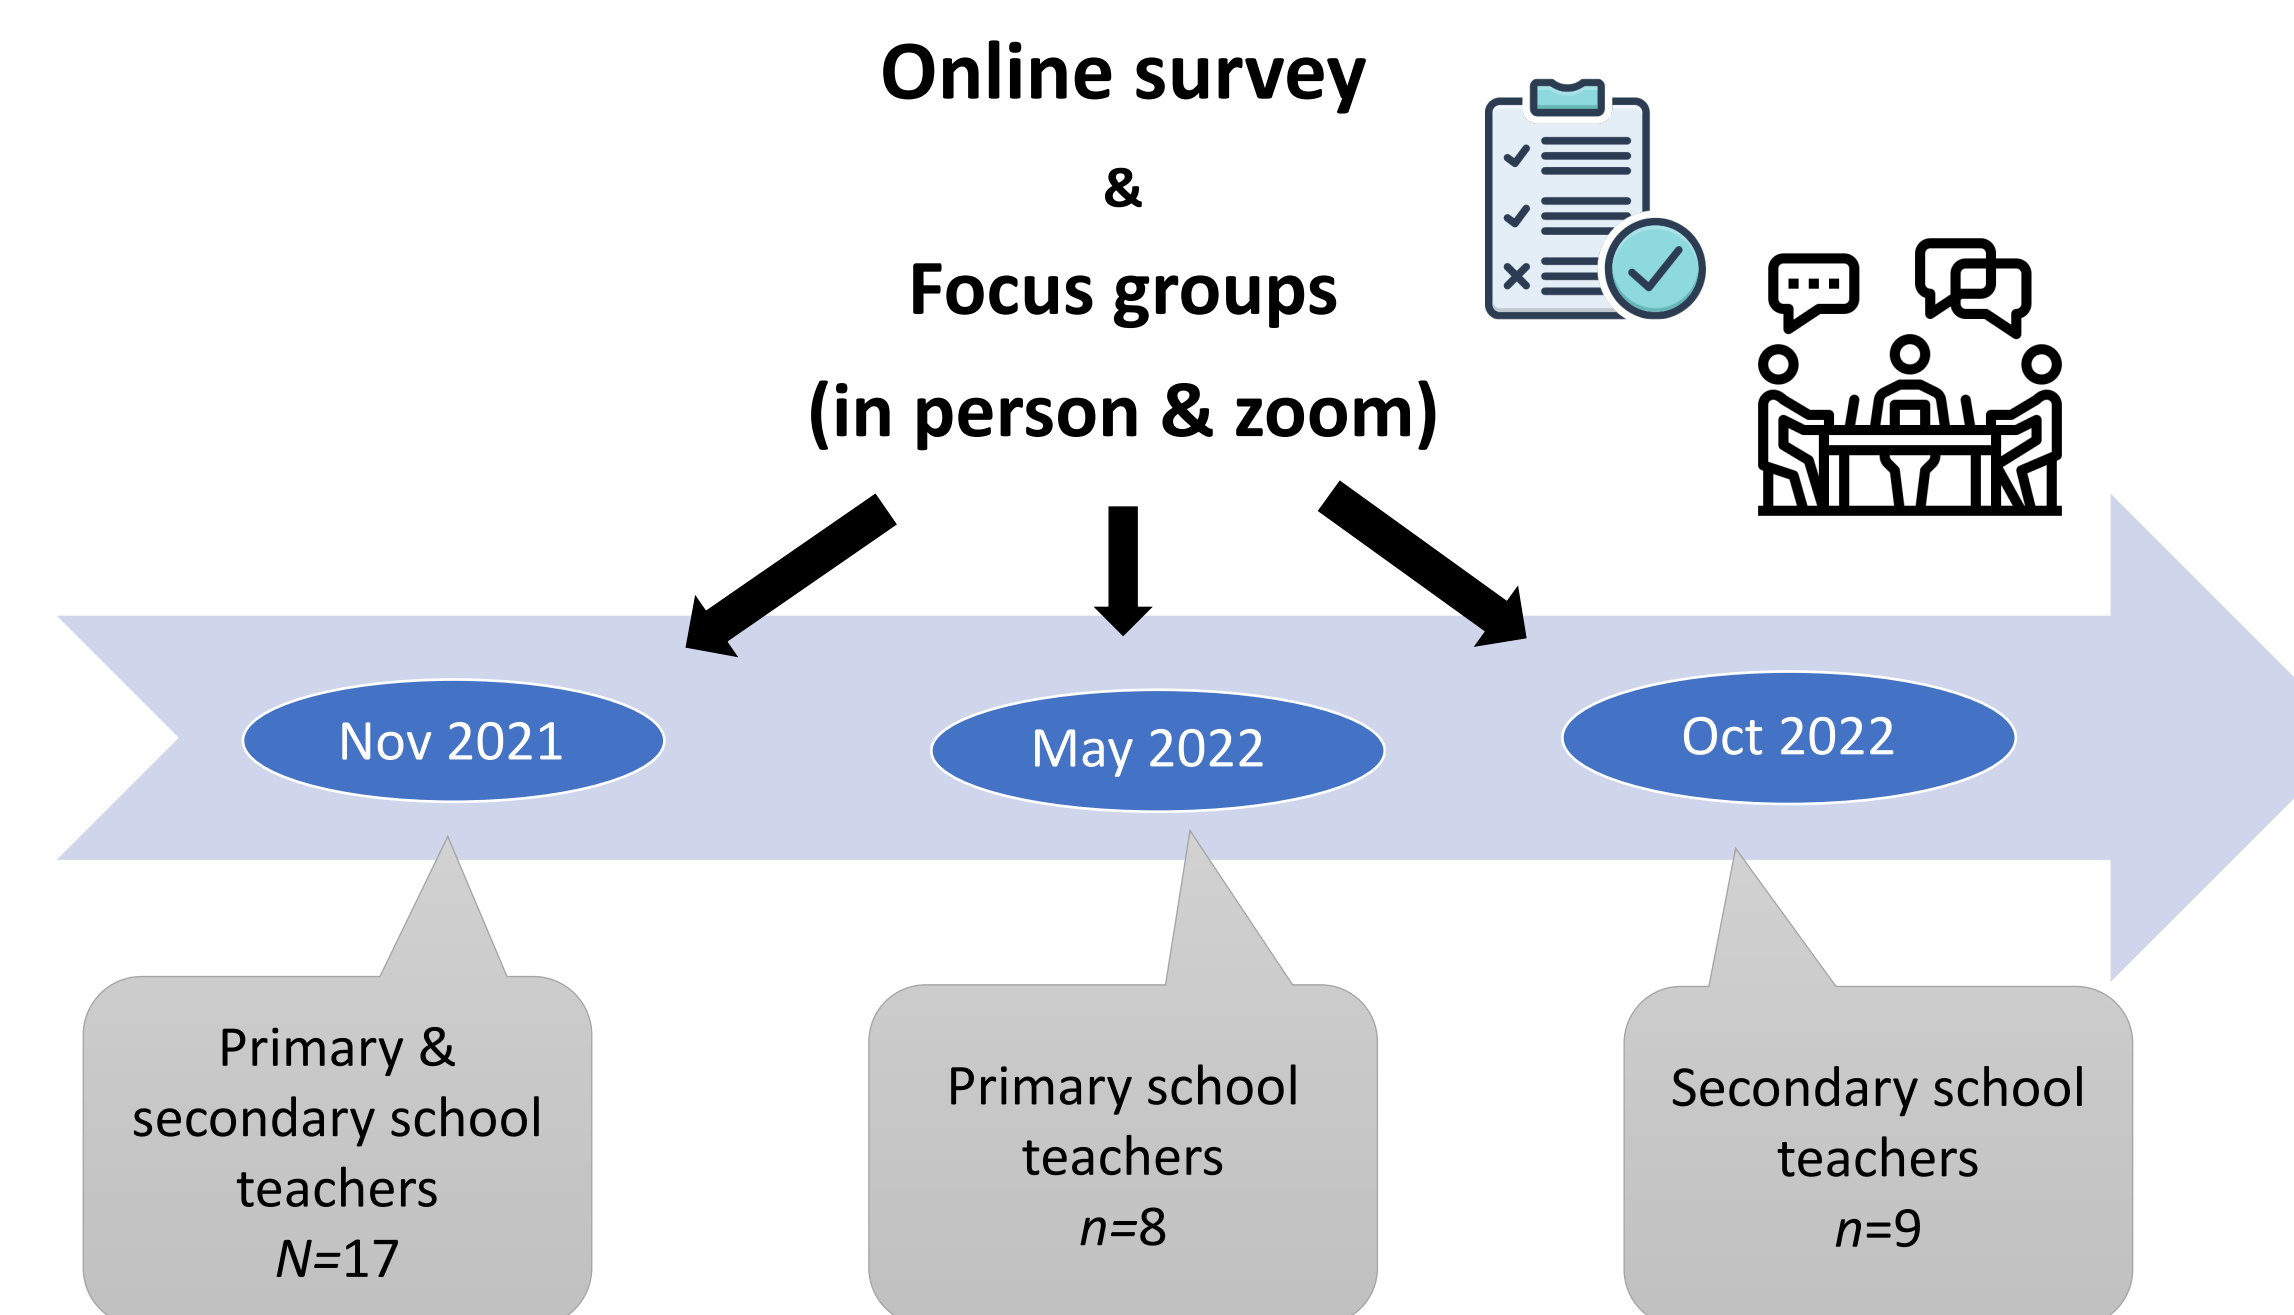 Online survey
&
Focus groups
(in person & zoom)
Nov 2021
May 2022
Oct 2022
Primary &
secondary school
teachers
N=17
Primary school
teachers
n=8
Secondary school
teachers
n=9